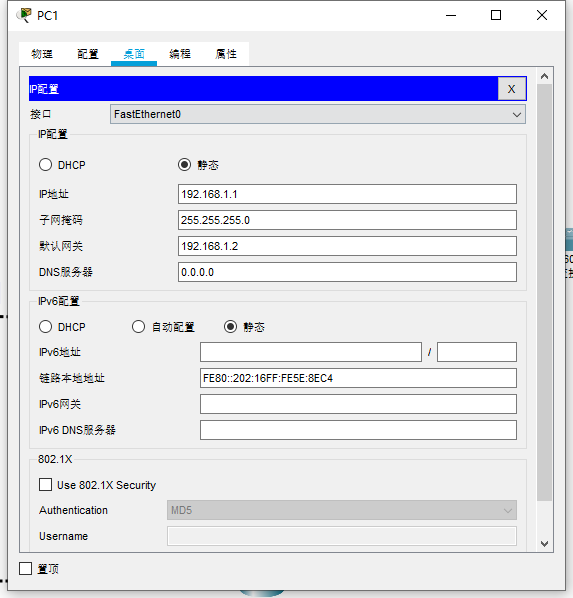 PC1
物理 配置 桌面 编程 属性
IP配置 X
接口 FastEthernet0
IP配置
DHCP 静态
IP地址 192.168.1.1
子网掩码 255.255.255.0
默认网关 192.168.1.2
DNS服务器 0.0.0.0
IPv6配置
DHCP 自动配置 静态
IPv6地址 /
链路本地地址 FE80::202:16FF:FE5E:8EC4
IPv6网关
IPv6 DNS服务器
802.1X
Use 802.1X Security
Authentication MD5
Username
置顶